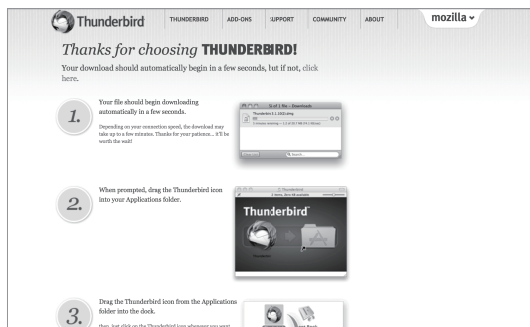 Thunderbird
THUNDERBIRD ADD-ONS SUPPORT COMMUNITY ABOUT
mozilla
Thanks for choosing THUNDERBIRD!
Your download should automatically begin in a few seconds, but if not, click
here.
1.
Your file should begin downloading
automatically in a few seconds.
Depending on your connection speed, the download may
take up to a few minutes. Thanks for your patience... it'll be
worth the wait!
2.
When prompted, drag the Thunderbird icon
into your Applications folder.
Thunderbird
3.
Drag the Thunderbird icon from the Applications
folder into the dock.